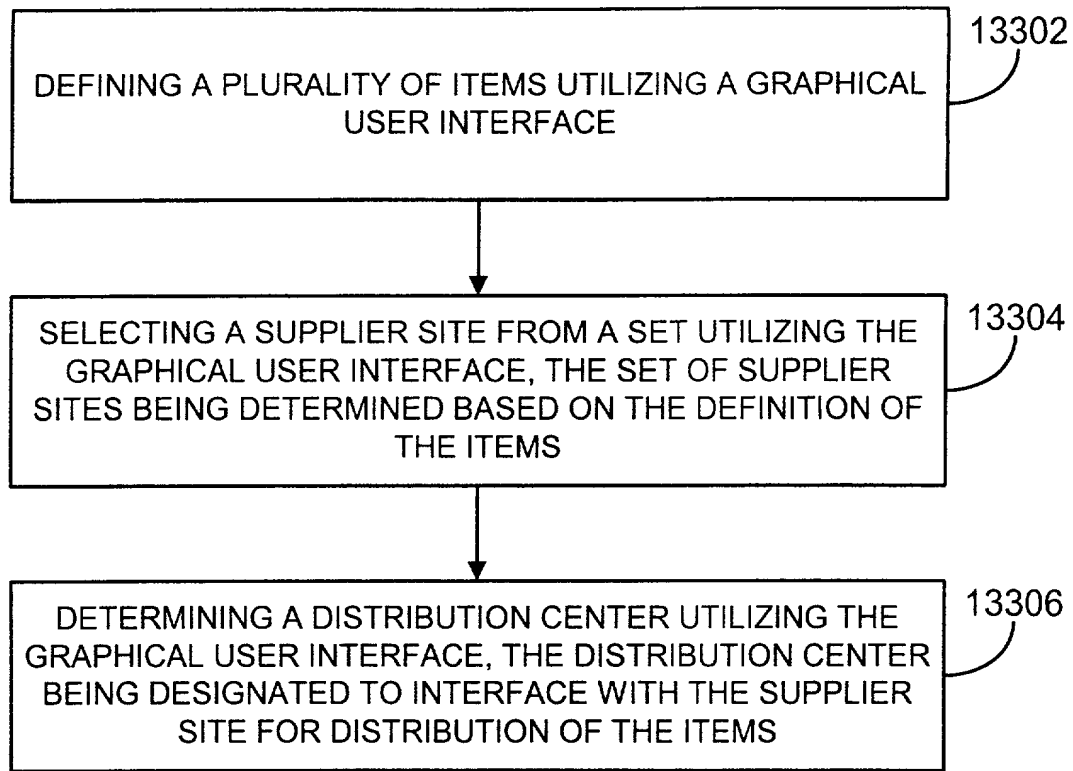 13302
DEFINING A PLURALITY OF ITEMS UTILIZING A GRAPHICAL
USER INTERFACE
13304
SELECTING A SUPPLIER SITE FROM A SET UTILIZING THE
GRAPHICAL USER INTERFACE, THE SET OF SUPPLIER
SITES BEING DETERMINED BASED ON THE DEFINITION OF
THE ITEMS
13306
DETERMINING A DISTRIBUTION CENTER UTILIZING THE
GRAPHICAL USER INTERFACE, THE DISTRIBUTION CENTER
BEING DESIGNATED TO INTERFACE WITH THE SUPPLIER
SITE FOR DISTRIBUTION OF THE ITEMS